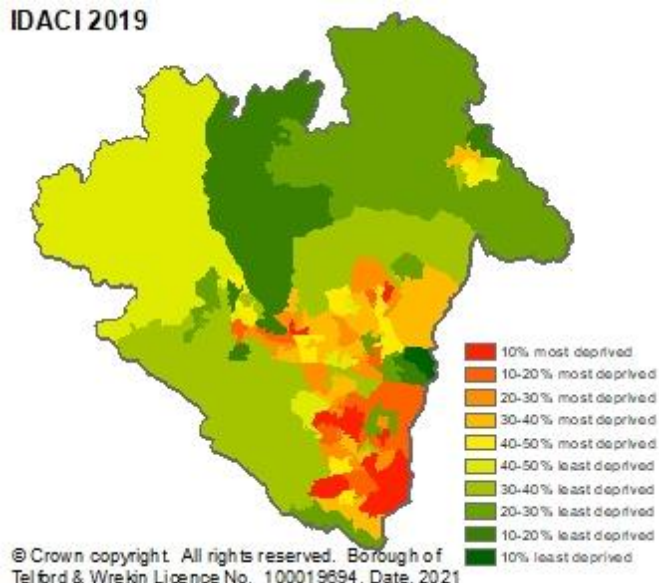 IDACI 2019
10% most deprived
10-20% most deprived
20-30% most deprived
30-40% most deprived
40-50% most deprived
40-50% least deprived
30-40% least deprived
20-30% least deprived
10-20% least deprived
10% least deprived
© Crown copyright. All rights reserved. Borough of
Telford & Wrekin Licence No. 100019694. Date. 2021